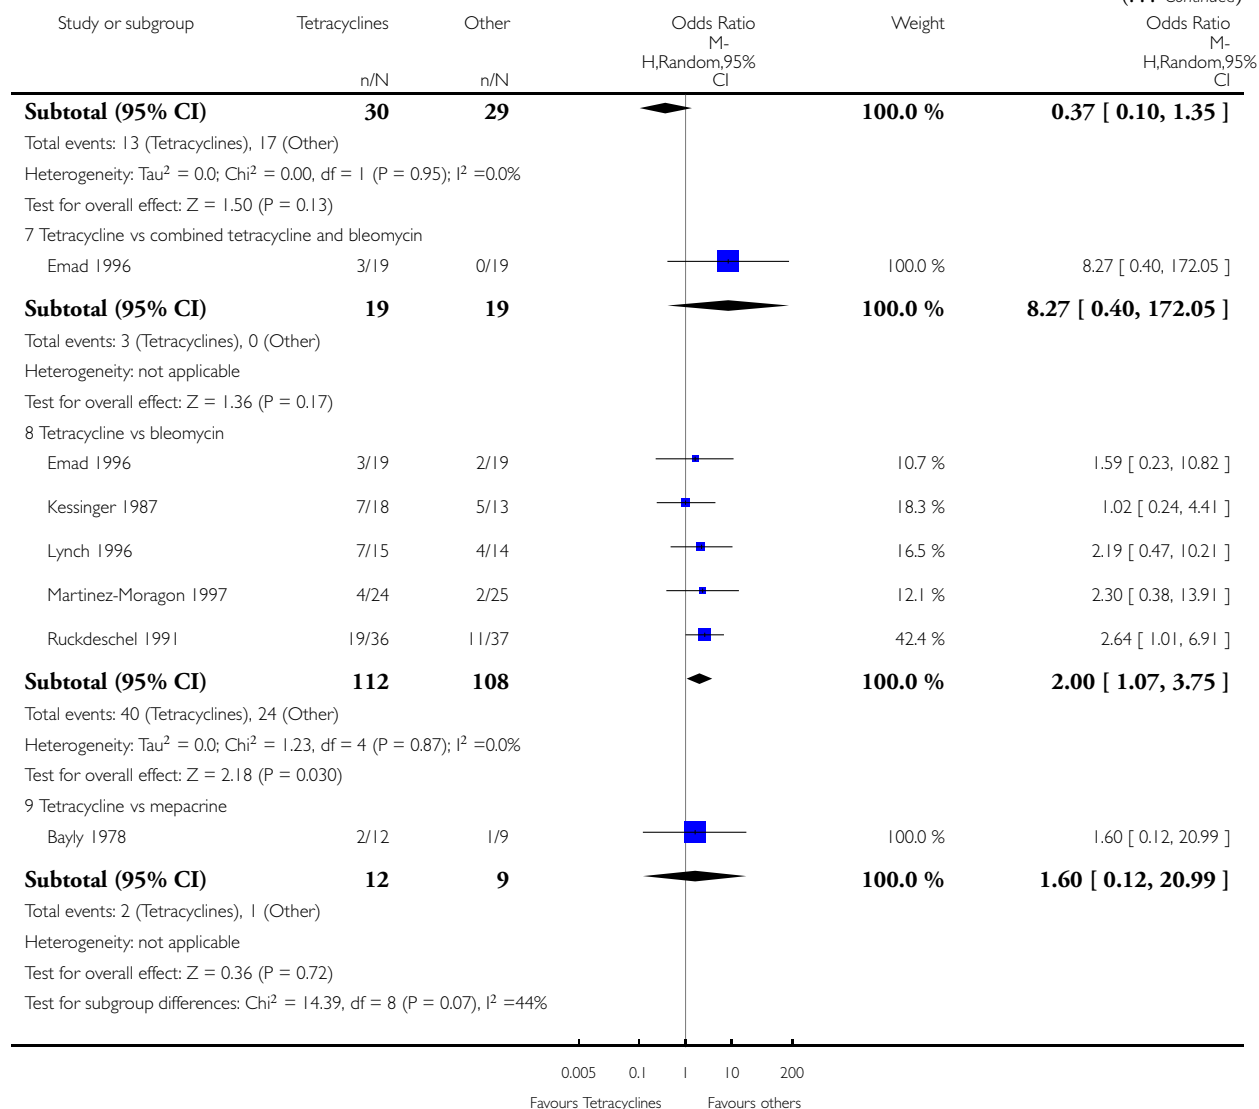 Continued)
Study or subgroup Tetracyclines Other Odds Ratio Weight Odds Ratio
M- M-
H,Random,95% H,Random,95%
n/N n/N CI CI
Subtotal (95% CI) 30 29 100.0 % 0.37 [ 0.10, 1.35 ]
Total events: 13 (Tetracyclines), 17 (Other)
Heterogeneity: Tau² = 0.0; Chi² = 0.00, df = 1 (P = 0.95); I² =0.0%
Test for overall effect: Z = 1.50 (P = 0.13)
7 Tetracycline vs combined tetracycline and bleomycin
Emad 1996 3/19 0/19 100.0 % 8.27 [ 0.40, 172.05 ]
Subtotal (95% CI) 19 19 100.0 % 8.27 [ 0.40, 172.05 ]
Total events: 3 (Tetracyclines), 0 (Other)
Heterogeneity: not applicable
Test for overall effect: Z = 1.36 (P = 0.17)
8 Tetracycline vs bleomycin
Emad 1996 3/19 2/19 10.7 % 1.59 [ 0.23, 10.82 ]
Kessinger 1987 7/18 5/13 18.3 % 1.02 [ 0.24, 4.41 ]
Lynch 1996 7/15 4/14 16.5 % 2.19 [ 0.47, 10.21 ]
Martinez-Moragon 1997 4/24 2/25 12.1 % 2.30 [ 0.38, 13.91 ]
Ruckdeschel 1991 19/36 11/37 42.4 % 2.64 [ 1.01, 6.91 ]
Subtotal (95% CI) 112 108 100.0 % 2.00 [ 1.07, 3.75 ]
Total events: 40 (Tetracyclines), 24 (Other)
Heterogeneity: Tau² = 0.0; Chi² = 1.23, df = 4 (P = 0.87); I² =0.0%
Test for overall effect: Z = 2.18 (P = 0.030)
9 Tetracycline vs mepacrine
Bayly 1978 2/12 1/9 100.0 % 1.60 [ 0.12, 20.99 ]
Subtotal (95% CI) 12 9 100.0 % 1.60 [ 0.12, 20.99 ]
Total events: 2 (Tetracyclines), 1 (Other)
Heterogeneity: not applicable
Test for overall effect: Z = 0.36 (P = 0.72)
Test for subgroup differences: Chi² = 14.39, df = 8 (P = 0.07), I² =44%
0.005 0.1 1 10 200
Favours Tetracyclines Favours others